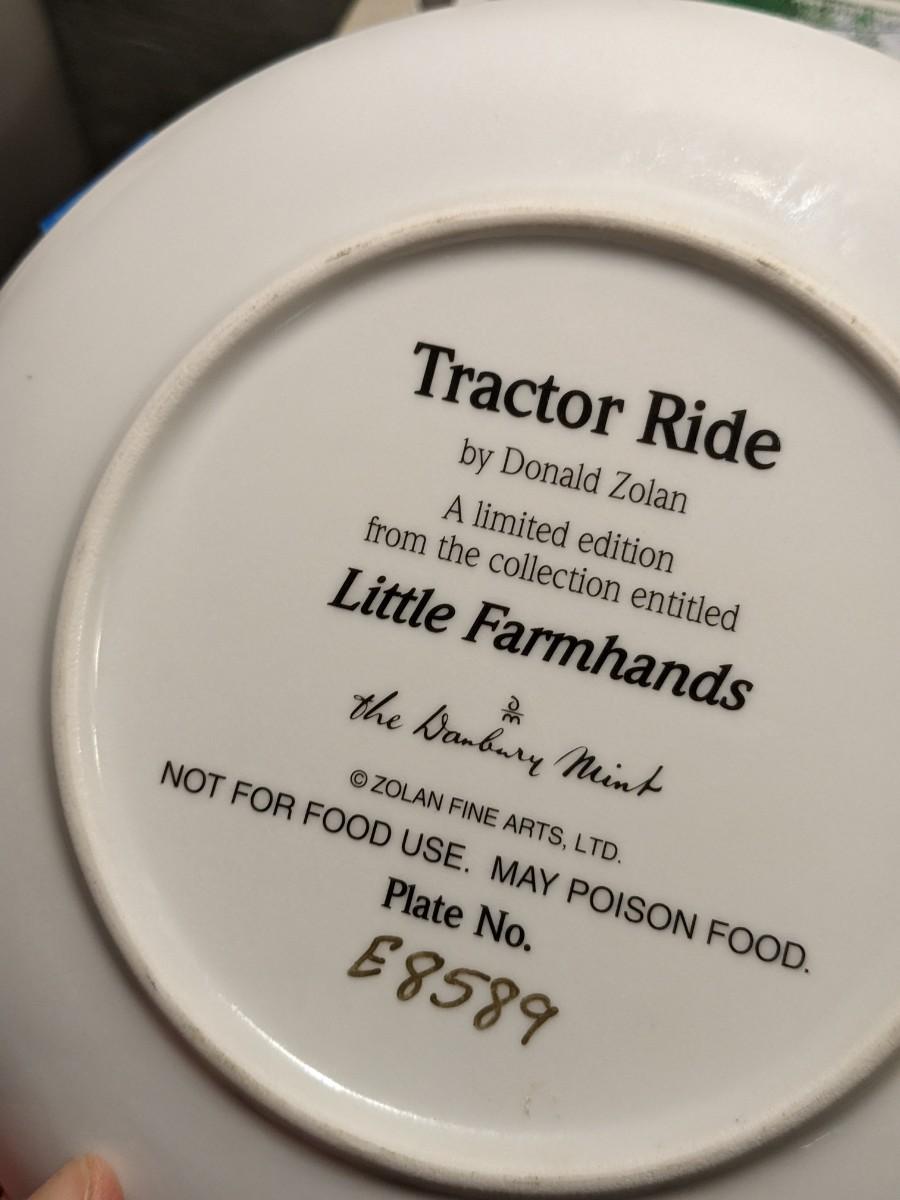 Tractor Ride
by Donald Zolan
A limited edition
from the collection entitled
Little Farmhands
dm
the Danbury Mint
© ZOLAN FINE ARTS, LTD.
NOT FOR FOOD USE. MAY POISON FOOD.
Plate No.
E8589